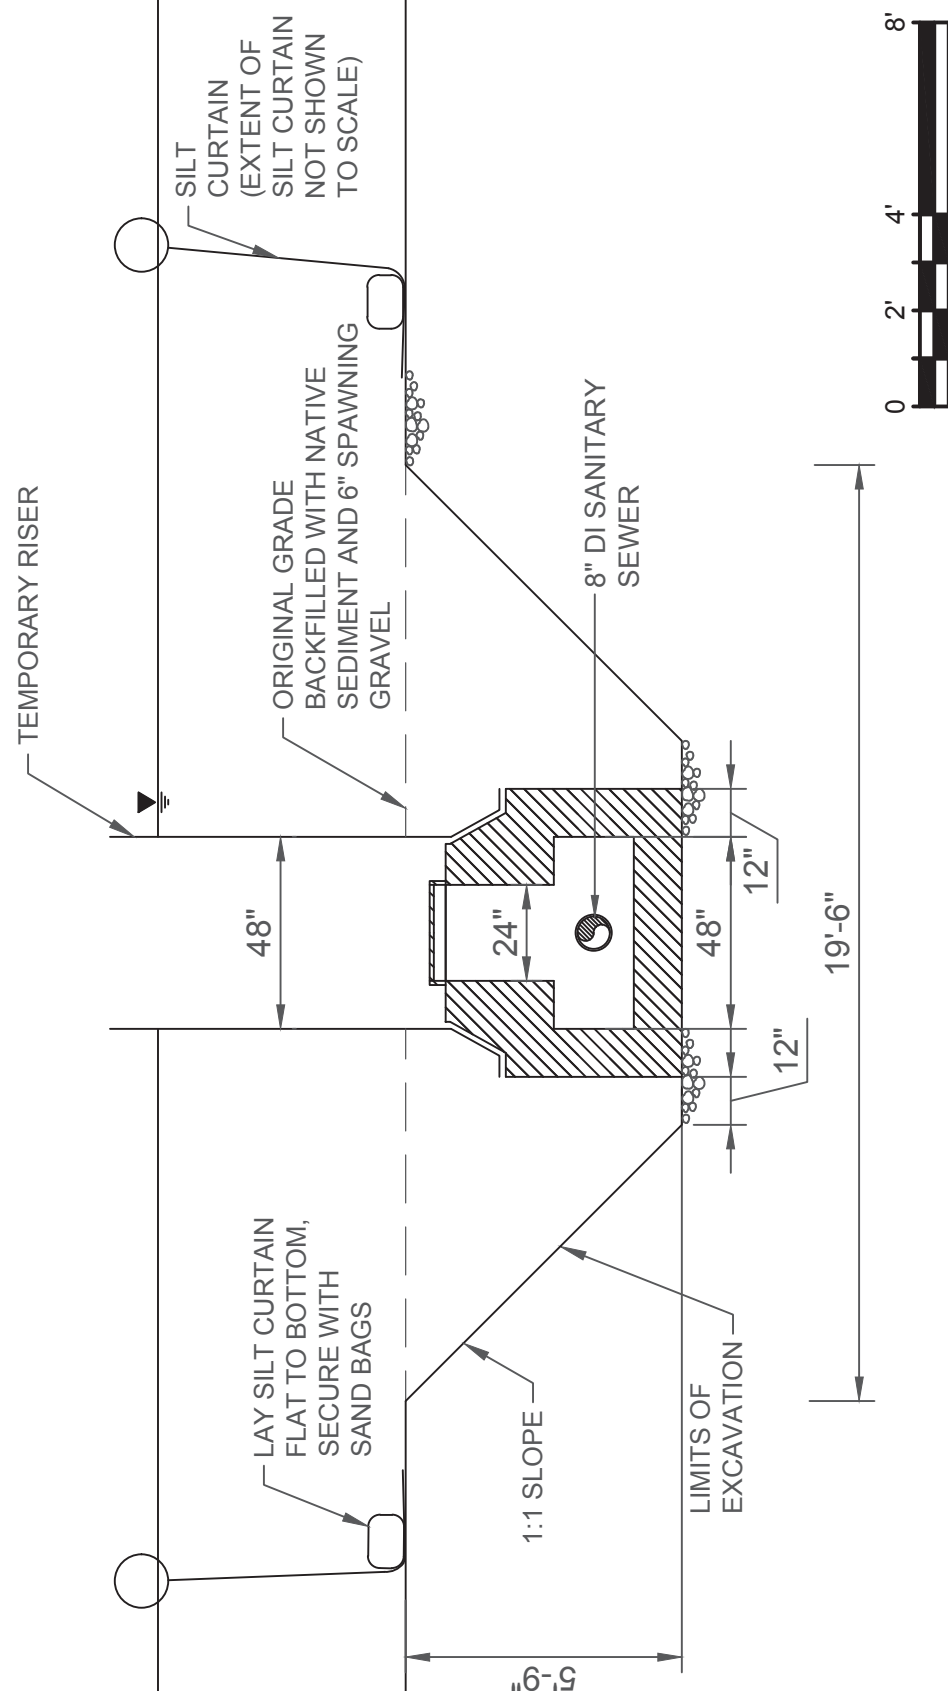 TEMPORARY RISER
SILT
CURTAIN
(EXTENT OF
SILT CURTAIN
NOT SHOWN
TO SCALE)
ORIGINAL GRADE
BACKFILLED WITH NATIVE
SEDIMENT AND 6" SPAWNING
GRAVEL
LAY SILT CURTAIN
FLAT TO BOTTOM,
SECURE WITH
SAND BAGS
48"
24"
8" DI SANITARY
SEWER
1:1 SLOPE
LIMITS OF
EXCAVATION
5'-9"
12"
48"
12"
19'-6"
0 2' 4' 8'